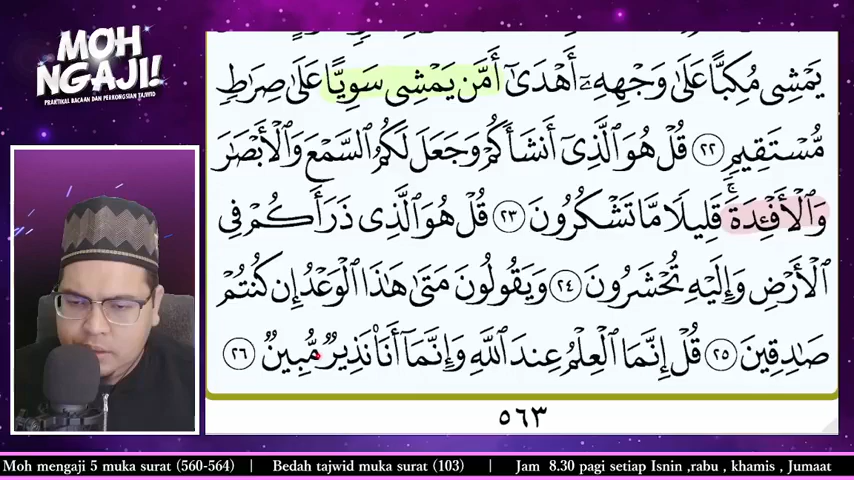 MOH
NGAJI!
PRAKTIKAL BACAAN DAN PERKONGSIAN TAJWID
يَمْشِى مُكِبًّا عَلَىٰ وَجْهِهِۦٓ أَهْدَىٰٓ أَمَّن يَمْشِى سَوِيًّا عَلَىٰ صِرَٰطٍ
مُّسْتَقِيمٍ ٢٢ قُلْ هُوَ ٱلَّذِىٓ أَنشَأَكُمْ وَجَعَلَ لَكُمُ ٱلسَّمْعَ وَٱلْأَبْصَٰرَ
وَٱلْأَفْـِٔدَةَ ۖ قَلِيلًا مَّا تَشْكُرُونَ ٢٣ قُلْ هُوَ ٱلَّذِى ذَرَأَكُمْ فِى
ٱلْأَرْضِ وَإِلَيْهِ تُحْشَرُونَ ٢٤ وَيَقُولُونَ مَتَىٰ هَٰذَا ٱلْوَعْدُ إِن كُنتُمْ
صَٰدِقِينَ ٢٥ قُلْ إِنَّمَا ٱلْعِلْمُ عِندَ ٱللَّهِ وَإِنَّمَآ أَنَا۠ نَذِيرٌ مُّبِينٌ ٢٦
٥٦٣
Moh mengaji 5 muka surat (560-564) | Bedah tajwid muka surat (103) | Jam 8.30 pagi setiap Isnin ,rabu , khamis , Jumaat